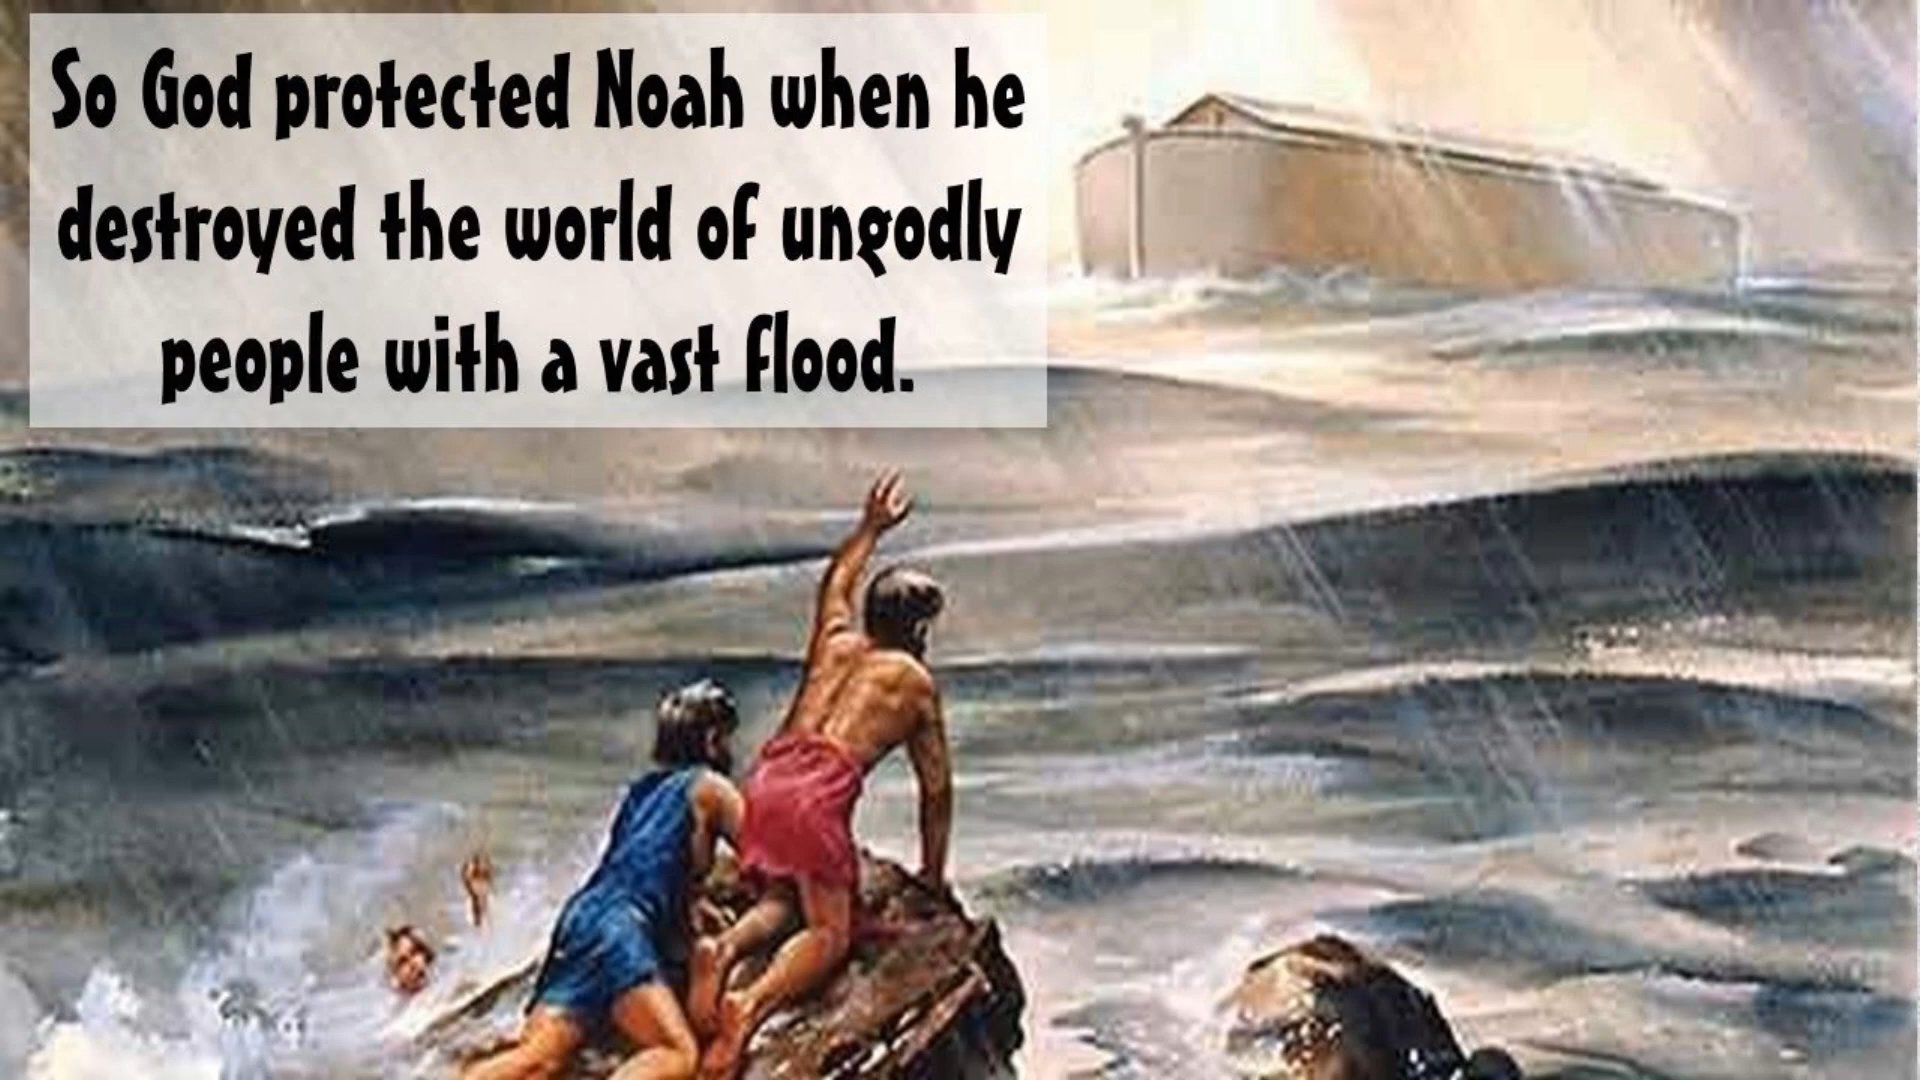 So God protected Noah when he
destroyed the world of ungodly
people with a vast flood.